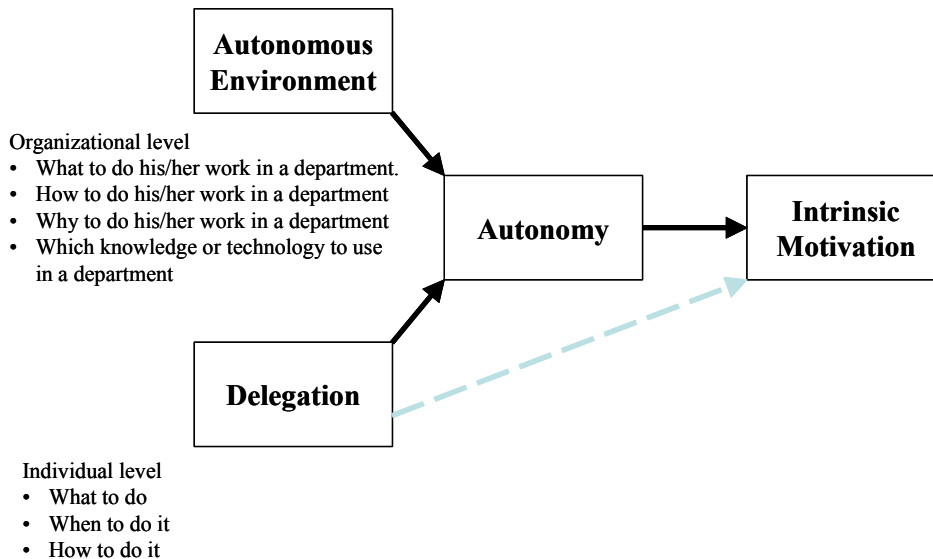 Autonomous
Environment
Organizational level
• What to do his/her work in a department.
• How to do his/her work in a department
• Why to do his/her work in a department
• Which knowledge or technology to use
in a department
Autonomy
Intrinsic
Motivation
Delegation
Individual level
• What to do
• When to do it
• How to do it